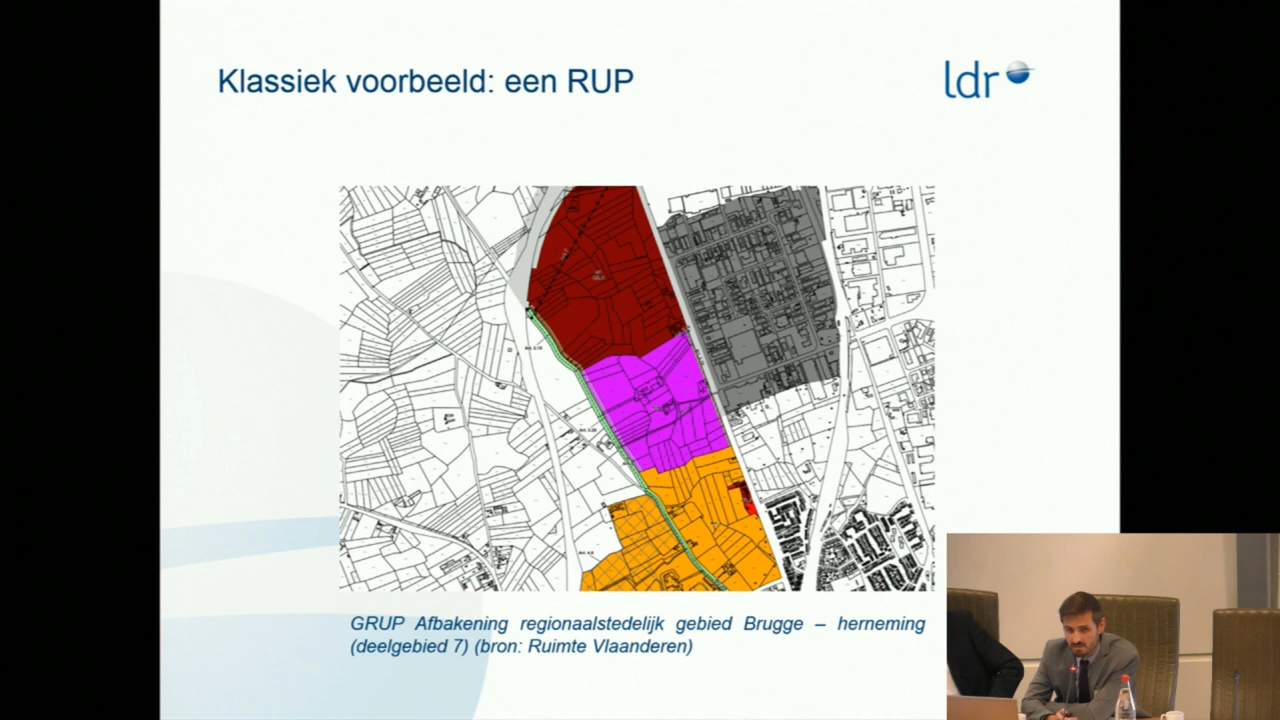 Klassiek voorbeeld: een RUP
ldr
GRUP Afbakening regionaalstedelijk gebied Brugge – herneming
(deelgebied 7) (bron: Ruimte Vlaanderen)